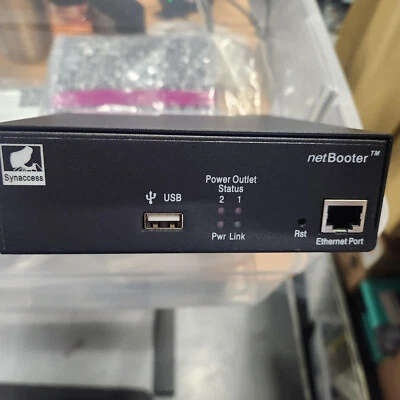 Synaccess
netBooter™
Power Outlet
Status
2 1
USB
Pwr Link
Rst
Ethernet Port